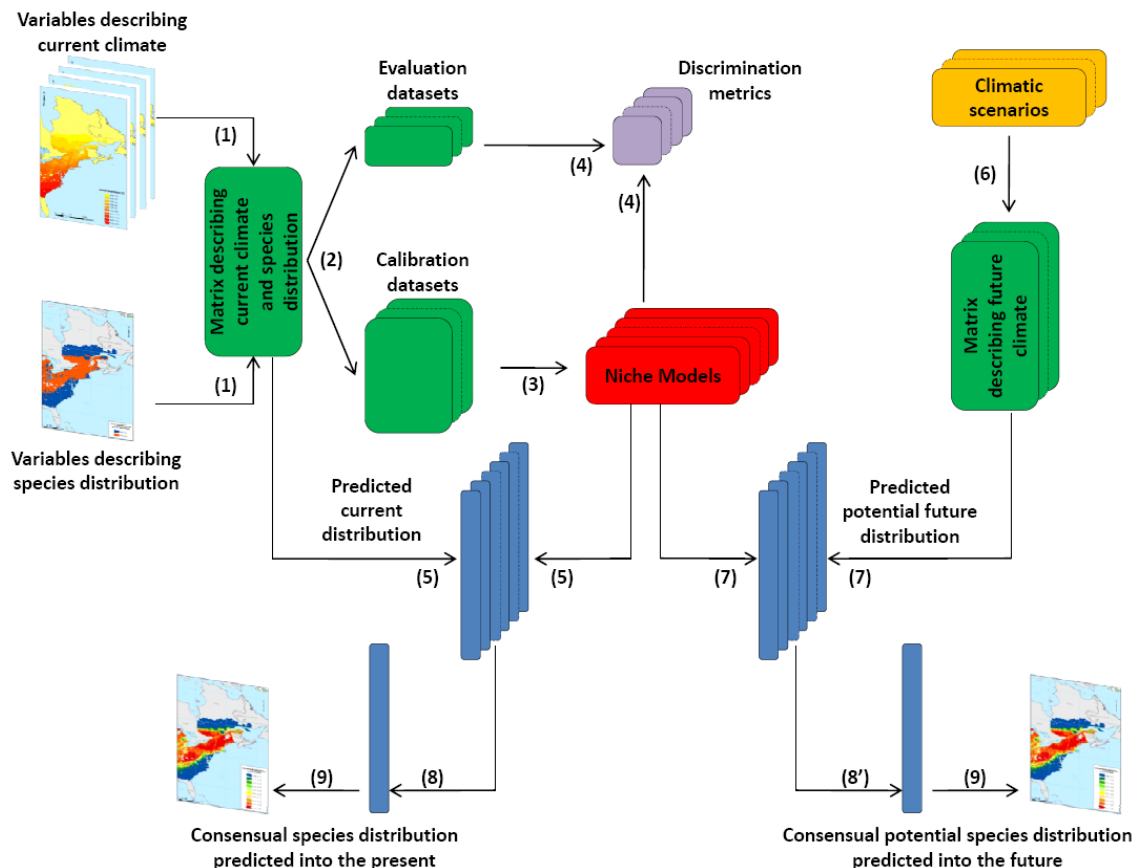 Variables describing
current climate
(1)
Evaluation
datasets
Discrimination
metrics
(4)
(4)
Climatic
scenarios
(6)
Matrix describing
current climate
and species
distribution
(2)
Calibration
datasets
(3)
Niche Models
Matrix
describing future
climate
(1)
Variables describing
species distribution
Predicted
current
distribution
(5)
(5)
Predicted
potential future
distribution
(7)
(7)
(9)
(8)
(8’)
(9)
Consensual species distribution
predicted into the present
Consensual potential species distribution
predicted into the future